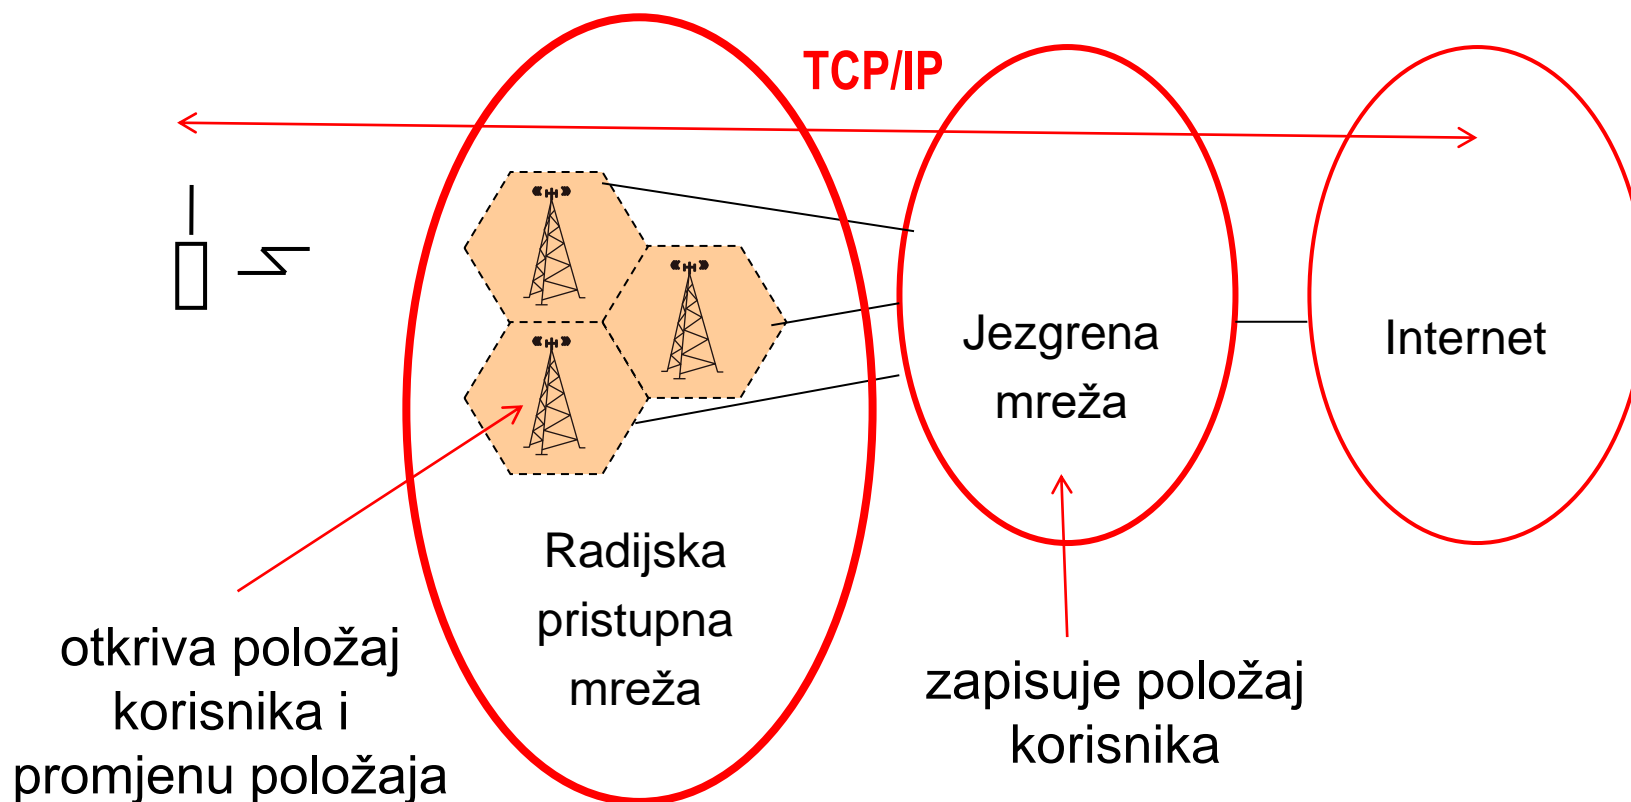 TCP/IP
Jezgrena
mreža
Internet
Radijska
pristupna
mreža
otkriva položaj
korisnika i
promjenu položaja
zapisuje položaj
korisnika